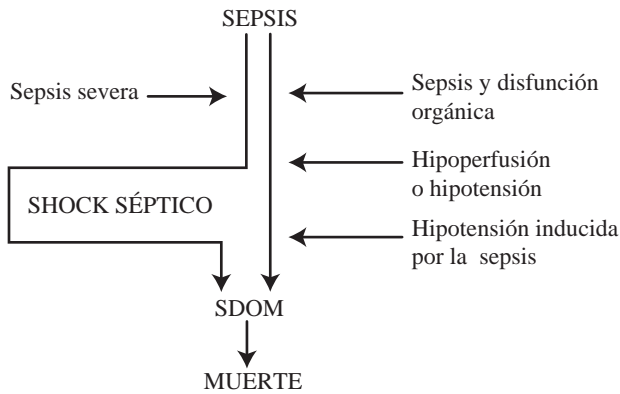 SEPSIS
Sepsis severa
Sepsis y disfunción
orgánica
Hipoperfusión
o hipotensión
SHOCK SÉPTICO
Hipotensión inducida
por la sepsis
SDOM
MUERTE